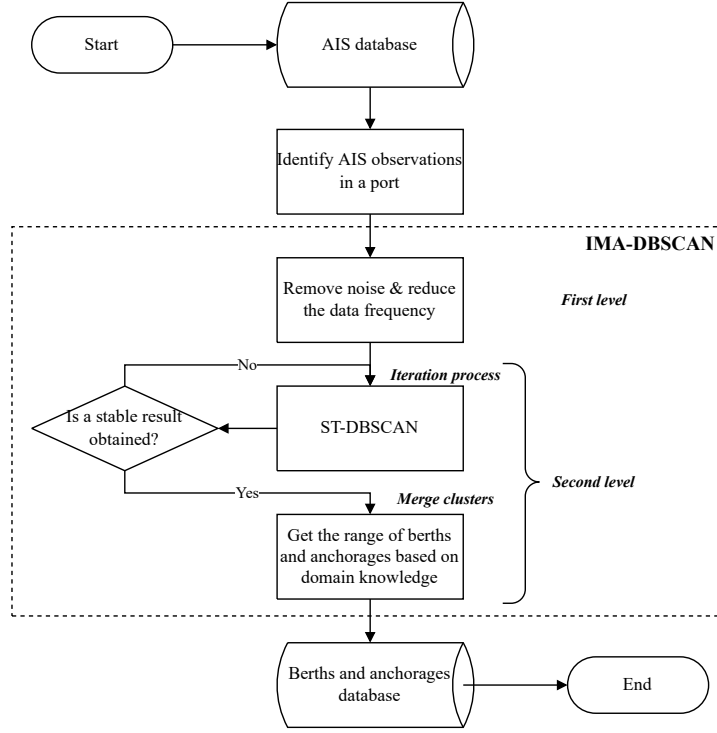 Start
AIS database
Identify AIS observations
in a port
IMA-DBSCAN
Remove noise & reduce
the data frequency
First level
No
Iteration process
Is a stable result
obtained?
ST-DBSCAN
Second level
Yes
Merge clusters
Get the range of berths
and anchorages based on
domain knowledge
Berths and anchorages
database
End